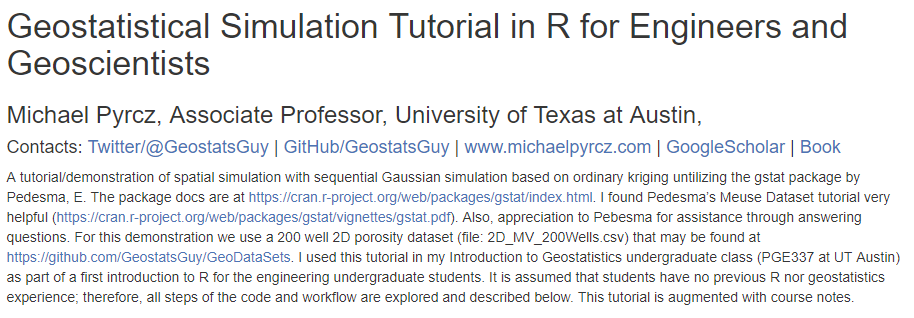 Geostatistical Simulation Tutorial in R for Engineers and
Geoscientists
Michael Pyrcz, Associate Professor, University of Texas at Austin,
Contacts: Twitter/@GeostatsGuy | GitHub/GeostatsGuy | www.michaelpyrcz.com | GoogleScholar | Book
A tutorial/demonstration of spatial simulation with sequential Gaussian simulation based on ordinary kriging untilizing the gstat package by
Pedesma, E. The package docs are at https://cran.r-project.org/web/packages/gstat/index.html. I found Pedesma's Meuse Dataset tutorial very
helpful (https://cran.r-project.org/web/packages/gstat/vignettes/gstat.pdf). Also, appreciation to Pebesma for assistance through answering
questions. For this demonstration we use a 200 well 2D porosity dataset (file: 2D_MV_200Wells.csv) that may be found at
https://github.com/GeostatsGuy/GeoDataSets. I used this tutorial in my Introduction to Geostatistics undergraduate class (PGE337 at UT Austin)
as part of a first introduction to R for the engineering undergraduate students. It is assumed that students have no previous R nor geostatistics
experience; therefore, all steps of the code and workflow are explored and described below. This tutorial is augmented with course notes.